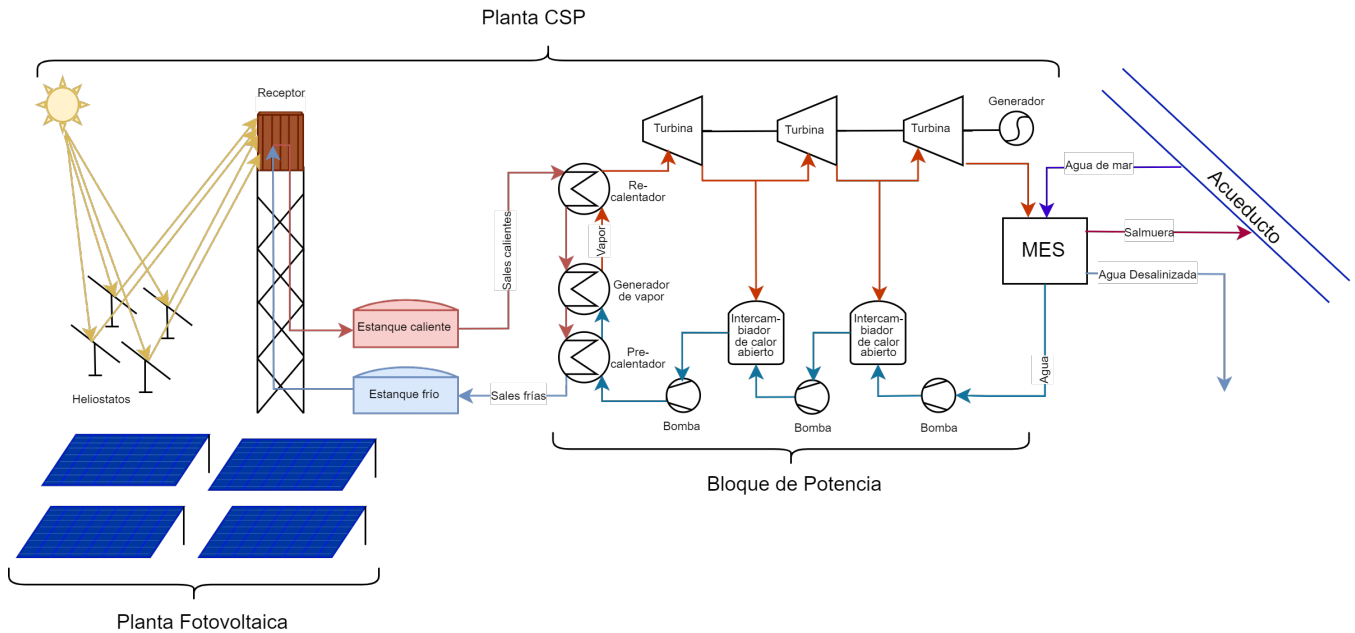 Planta CSP
Receptor
Turbina
Turbina
Turbina
Generador
Agua de mar
Acueducto
Re-
calentador
Sales calientes
Vapor
MES
Salmuera
Agua Desalinizada
Generador
de vapor
Estanque caliente
Intercam-
biador
de calor
abierto
Intercam-
biador
de calor
abierto
Pre-
calentador
Agua
Heliostatos
Estanque frío
Sales frías
Bomba
Bomba
Bomba
Bloque de Potencia
Planta Fotovoltaica